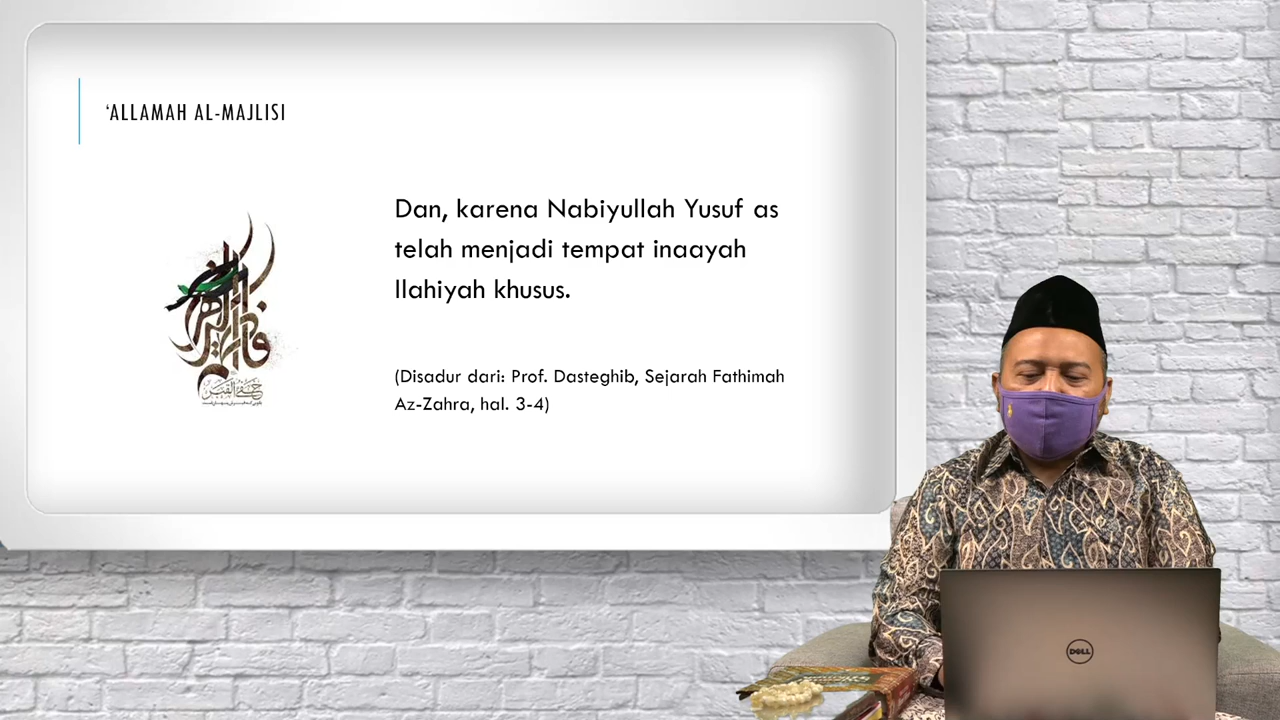 ‘ALLAMAH AL-MAJLISI
Dan, karena Nabiyullah Yusuf as
telah menjadi tempat inaayah
Ilahiyah khusus.
(Disadur dari: Prof. Dasteghib, Sejarah Fathimah
Az-Zahra, hal. 3-4)
DELL